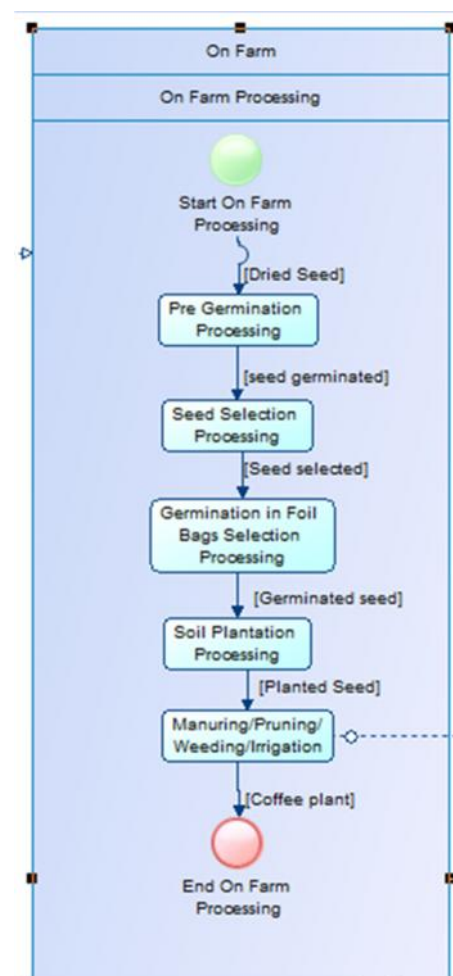 On Farm
On Farm Processing
Start On Farm
Processing
[Dried Seed]
Pre Germination
Processing
[seed germinated]
Seed Selection
Processing
[Seed selected]
Germination in Foil
Bags Selection
Processing
[Germinated seed]
Soil Plantation
Processing
[Planted Seed]
Manuring/Pruning/
Weeding/Irrigation
[Coffee plant]
End On Farm
Processing